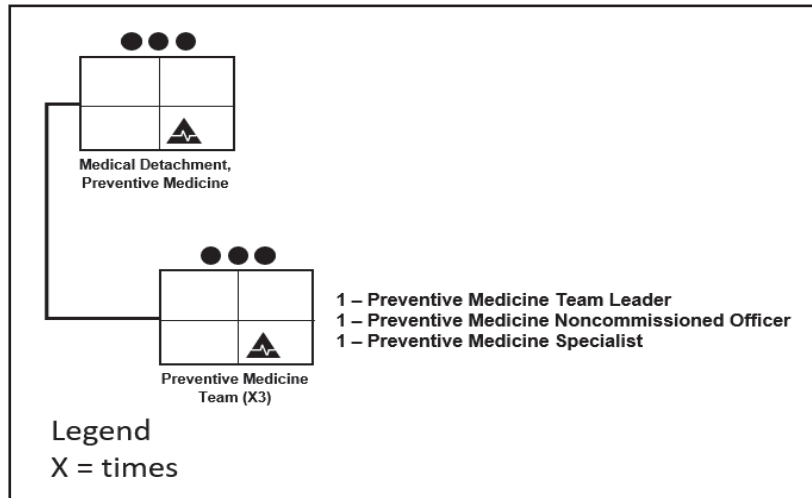 Medical Detachment,
Preventive Medicine
1 – Preventive Medicine Team Leader
1 – Preventive Medicine Noncommissioned Officer
1 – Preventive Medicine Specialist
Preventive Medicine
Team (X3)
Legend
X = times